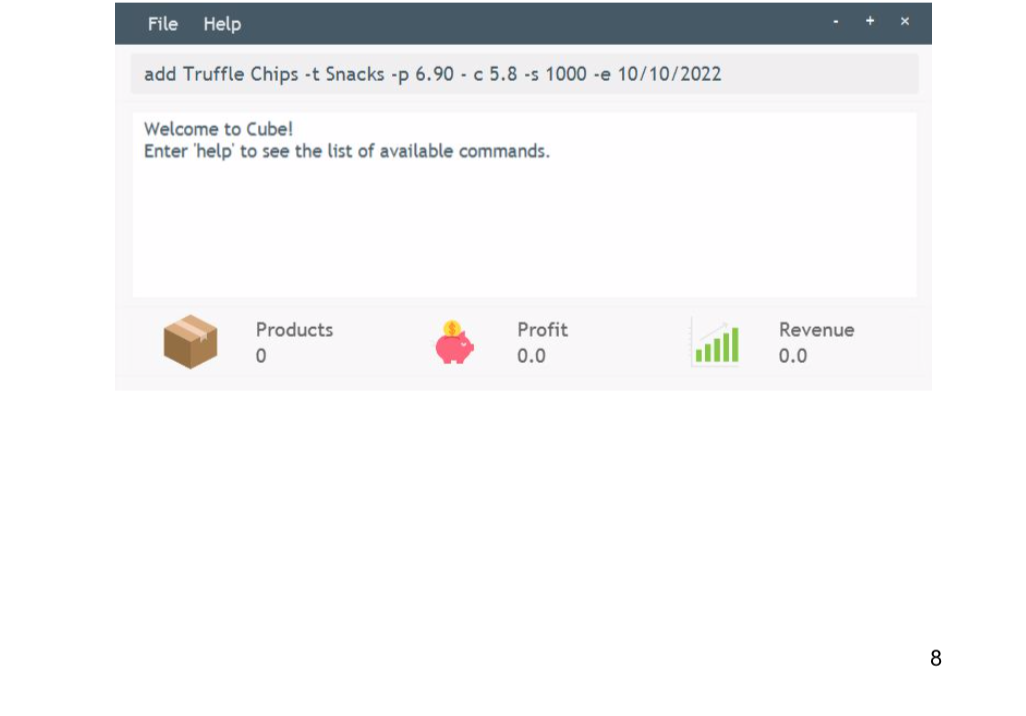 File Help - + ×
add Truffle Chips -t Snacks -p 6.90 - c 5.8 -s 1000 -e 10/10/2022
Welcome to Cube!
Enter 'help' to see the list of available commands.
Products
0
Profit
0.0
Revenue
0.0
8